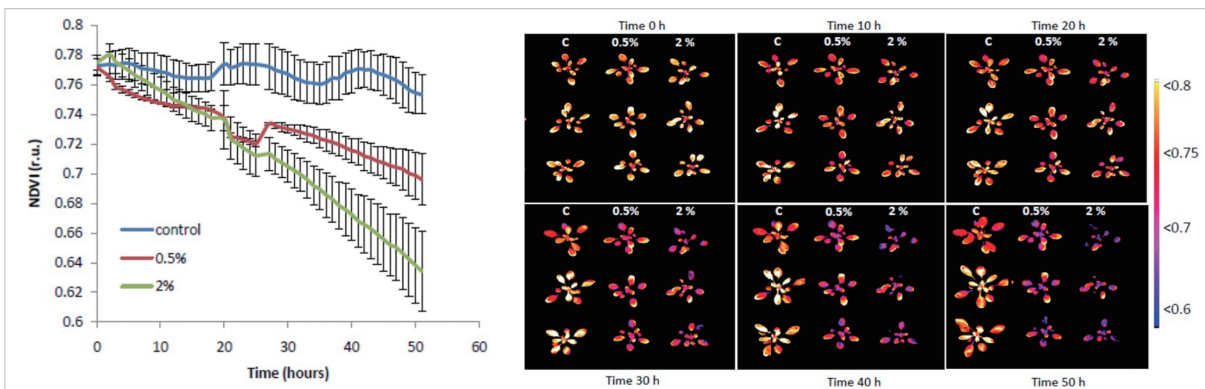 0.8
0.78
0.76
0.74
0.72
0.7
0.68
0.66
0.64
0.62
0.6
NDVI (r.u.)
control
0.5%
2%
0 10 20 30 40 50 60
Time (hours)
Time 0 h Time 10 h Time 20 h
C 0.5% 2 % C 0.5% 2 % C 0.5% 2 %
C 0.5% 2 % C 0.5% 2 % C 0.5% 2 %
Time 30 h Time 40 h Time 50 h
<0.8
<0.75
<0.7
<0.6